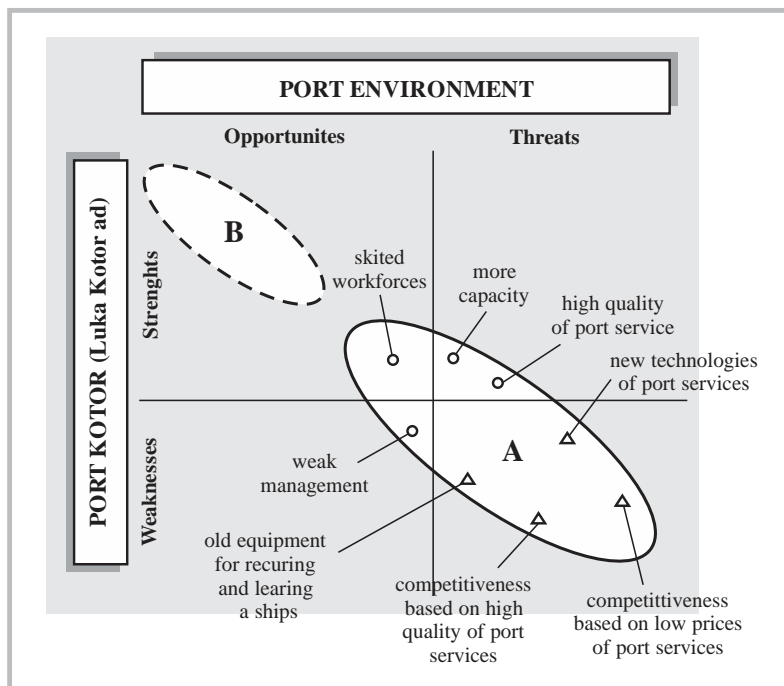 PORT ENVIRONMENT
Opportunites
Threats
PORT KOTOR (Luka Kotor ad)
Strenghts
Weaknesses
B
skited
workforces
more
capacity
high quality
of port service
new technologies
of port services
A
weak
management
old equipment
for recuring
and learing
a ships
competitiveness
based on high
quality of port
services
competittiveness
based on low prices
of port services